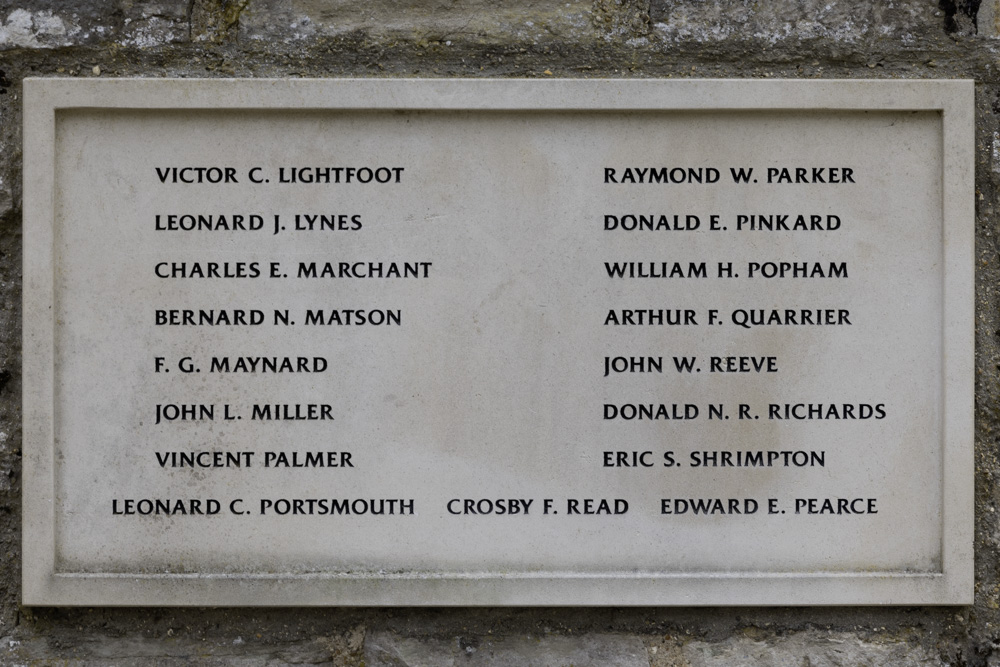 VICTOR C. LIGHTFOOT
LEONARD J. LYNES
CHARLES E. MARCHANT
BERNARD N. MATSON
F. G. MAYNARD
JOHN L. MILLER
VINCENT PALMER
RAYMOND W. PARKER
DONALD E. PINKARD
WILLIAM H. POPHAM
ARTHUR F. QUARRIER
JOHN W. REEVE
DONALD N. R. RICHARDS
ERIC S. SHRIMPTON
LEONARD C. PORTSMOUTH CROSBY F. READ EDWARD E. PEARCE